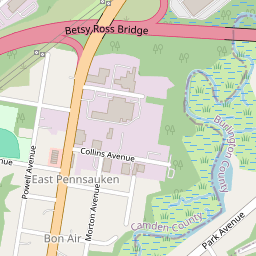 Betsy Ross Bridge
Burlington
County
Collins Avenue
Powell Avenue
East Pennsauken
Morton Avenue
Camden County
Park Avenue
Bon Air